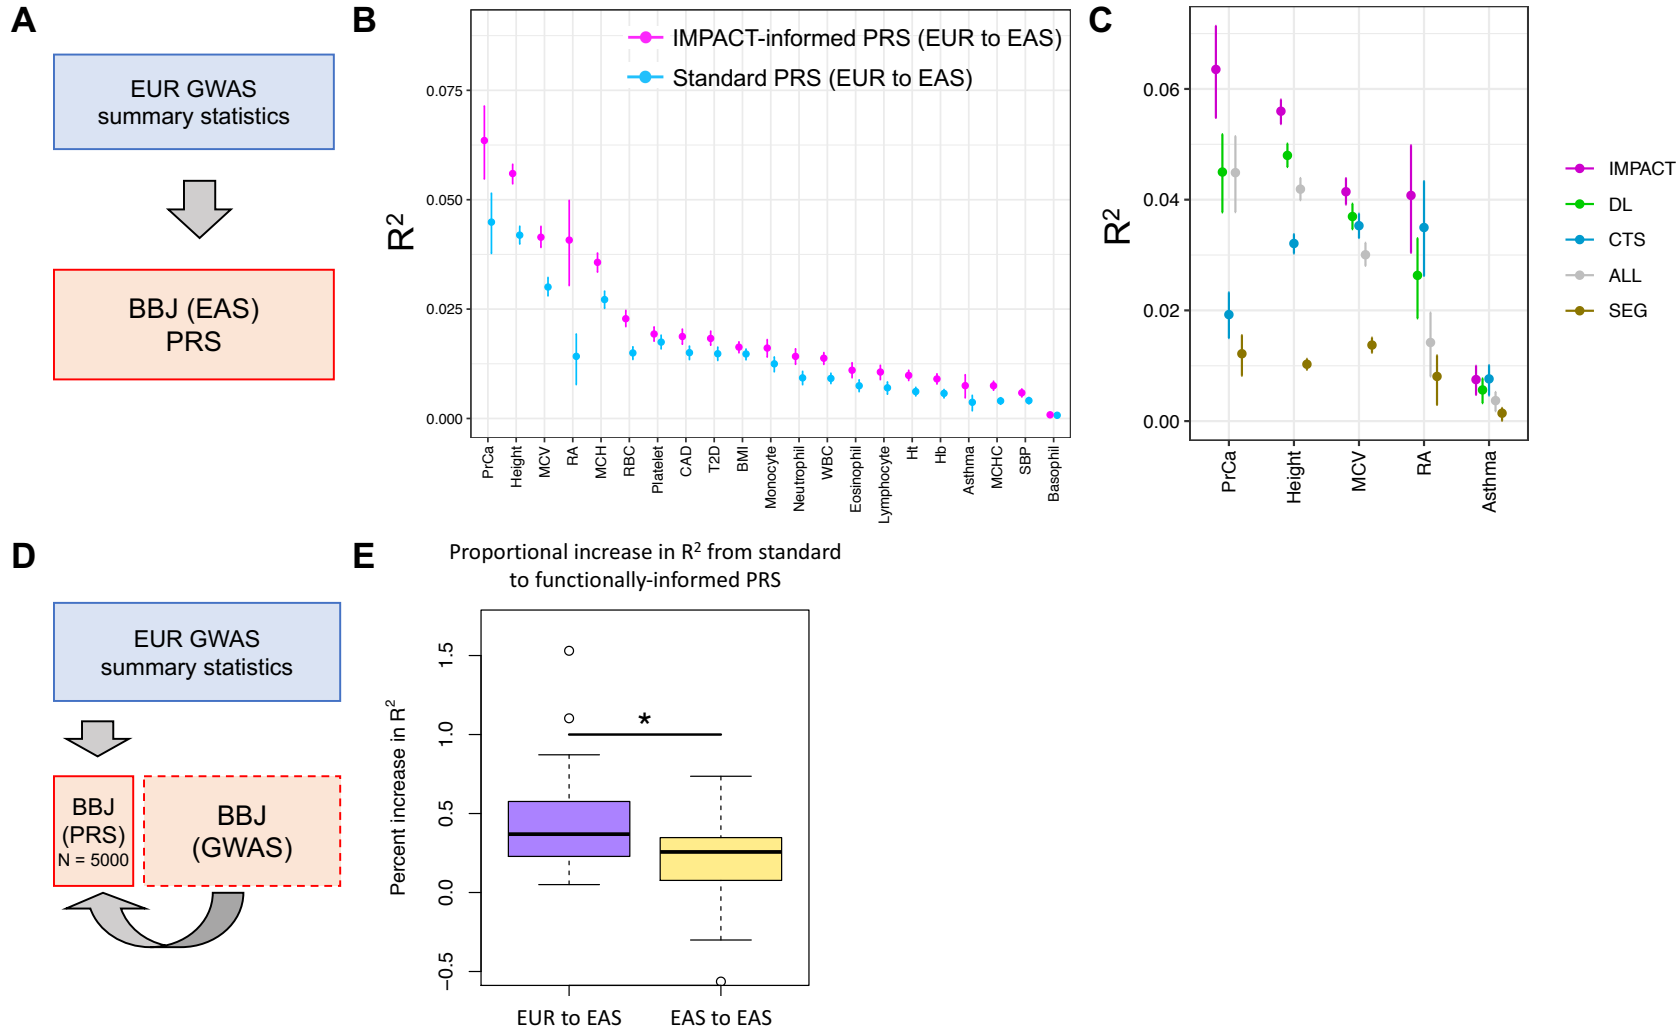 A
EUR GWAS
summary statistics
BBJ (EAS)
PRS
B
IMPACT-informed PRS (EUR to EAS)
Standard PRS (EUR to EAS)
R²
0.075
0.050
0.025
0.000
PrCa
Height
MCV
RA
MCH
RBC
Platelet
CAD
T2D
BMI
Monocyte
Neutrophil
WBC
Eosinophil
Lymphocyte
Ht
Hb
Asthma
MCHC
SBP
Basophil
C
R²
0.06
0.04
0.02
0.00
PrCa
Height
MCV
RA
Asthma
IMPACT
DL
CTS
ALL
SEG
D
EUR GWAS
summary statistics
BBJ
(PRS)
N = 5000
BBJ
(GWAS)
E
Proportional increase in R² from standard
to functionally-informed PRS
Percent increase in R²
1.5
1.0
0.5
0.0
−0.5
*
EUR to EAS
EAS to EAS